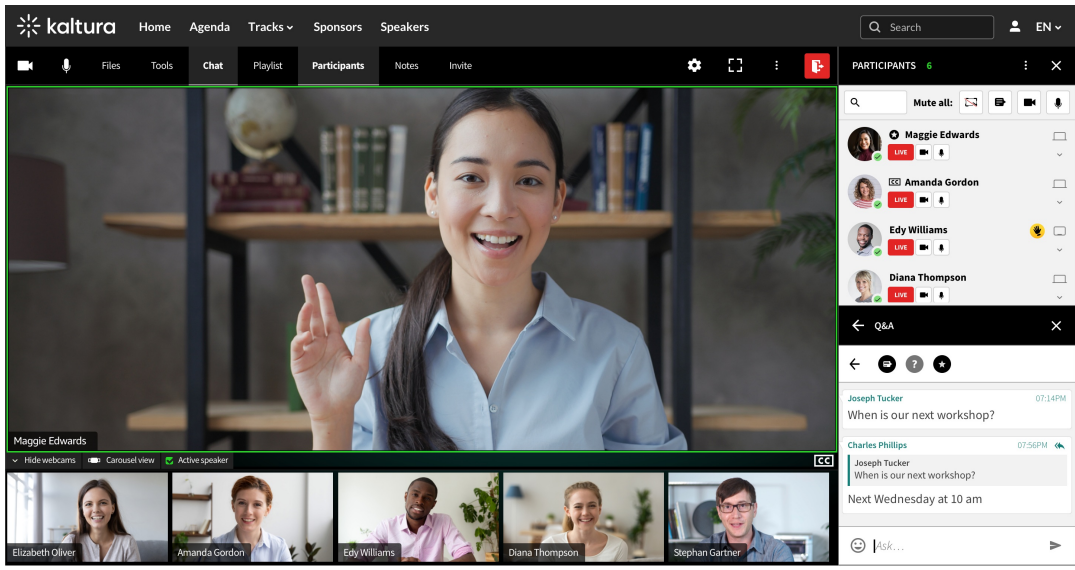 kaltura Home Agenda Tracks Sponsors Speakers Search EN
Files Tools Chat Playlist Participants Notes Invite
PARTICIPANTS 6
Mute all:
Maggie Edwards
LIVE
CC Amanda Gordon
LIVE
Edy Williams
LIVE
Diana Thompson
LIVE
Maggie Edwards
Hide webcams Carousel view Active speaker CC
Elizabeth Oliver Amanda Gordon Edy Williams Diana Thompson Stephan Gartner
Q&A
?
Joseph Tucker 07:14PM
When is our next workshop?
Charles Phillips 07:56PM
Joseph Tucker
When is our next workshop?
Next Wednesday at 10 am
Ask...